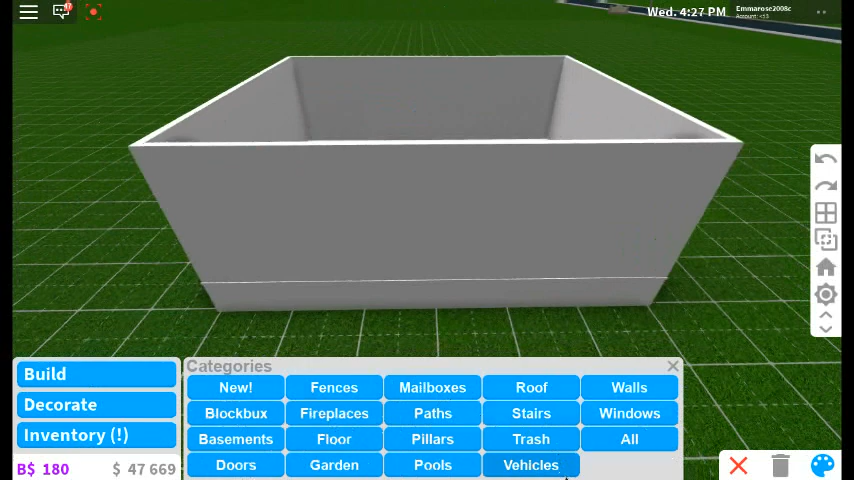 Wed. 4:27 PM
Emmarose2008c
Categories
New! Fences Mailboxes Roof Walls
Blockbux Fireplaces Paths Stairs Windows
Basements Floor Pillars Trash All
Doors Garden Pools Vehicles
Build
Decorate
Inventory (!)
B$ 180 $ 47 669